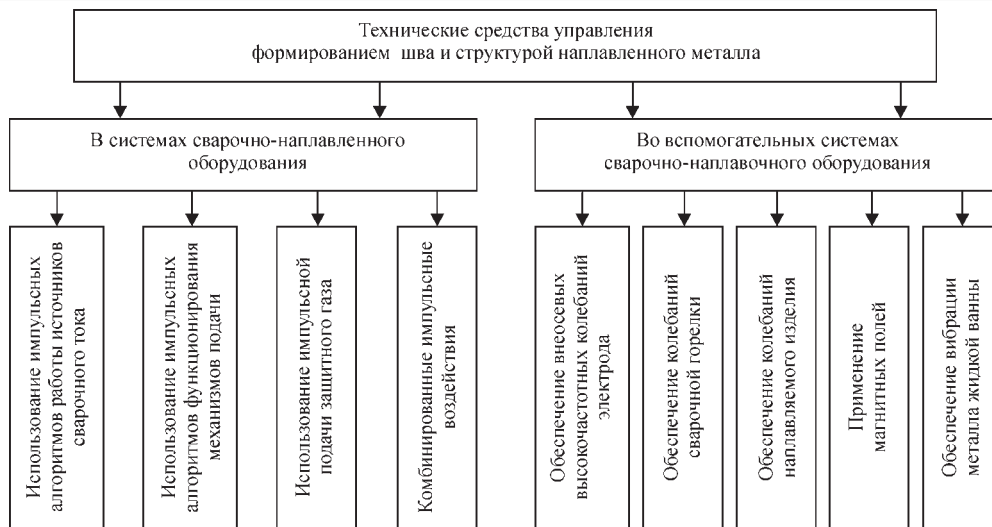 Технические средства управления
формированием шва и структурой наплавленного металла
В системах сварочно-наплавленного
оборудования
Во вспомогательных системах
сварочно-наплавочного оборудования
Использование импульсных
алгоритмов работы источников
сварочного тока
Использование импульсных
алгоритмов функционирования
механизмов подачи
Использование импульсной
подачи защитного газа
Комбинированные импульсные
воздействия
Обеспечение внеосевых
высокочастотных колебаний
электрода
Обеспечение колебаний
сварочной горелки
Обеспечение колебаний
наплавляемого изделия
Применение
магнитных полей
Обеспечение вибрации
металла жидкой ванны